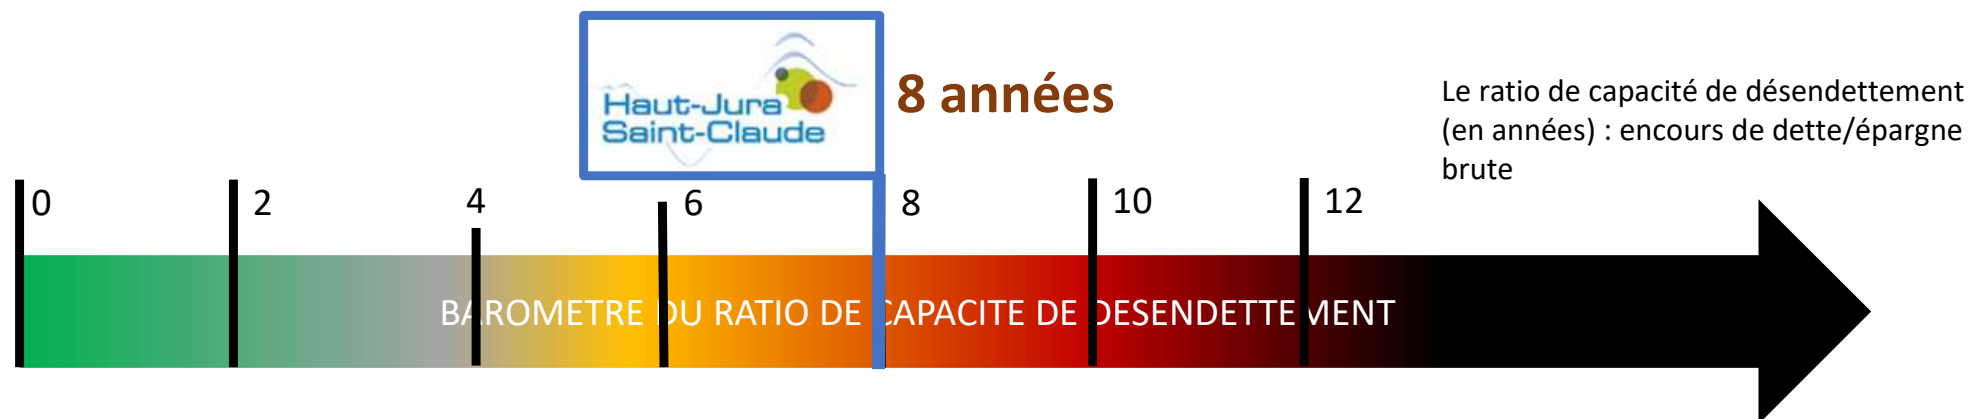 Haut-Jura
Saint-Claude
8 années
Le ratio de capacité de désendettement
(en années) : encours de dette/épargne
brute
0
2
4
6
8
10
12
BAROMETRE DU RATIO DE CAPACITE DE DESENDETTEMENT